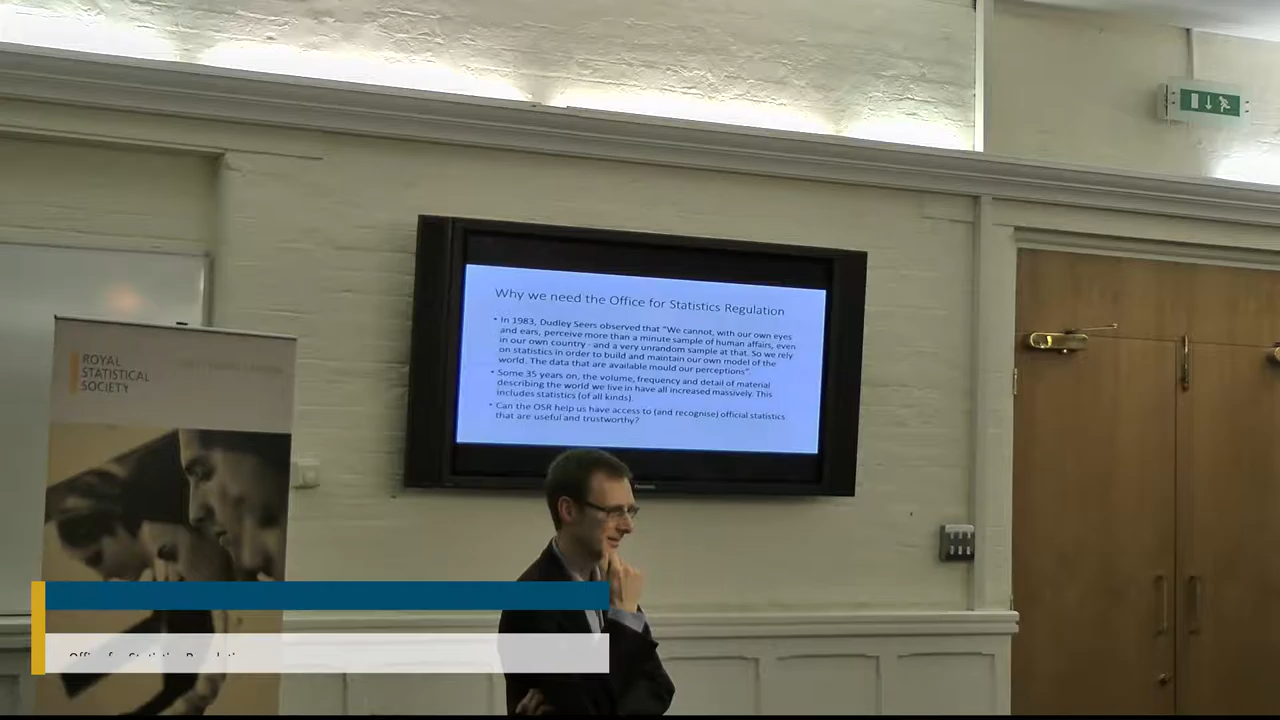 Why we need the Office for Statistics Regulation
• In 1983, Dudley Seers observed that "We cannot, with our own eyes
and ears, perceive more than a minute sample of human affairs, even
in our own country - and a very unrandom sample at that. So we rely
on statistics in order to build and maintain our own model of the
world. The data that are available mould our perceptions".
• Some 35 years on, the volume, frequency and detail of material
describing the world we live in have all increased massively. This
includes statistics (of all kinds).
• Can the OSR help us have access to (and recognise) official statistics
that are useful and trustworthy?
ROYAL
STATISTICAL
SOCIETY
Office for Statistics Regulation